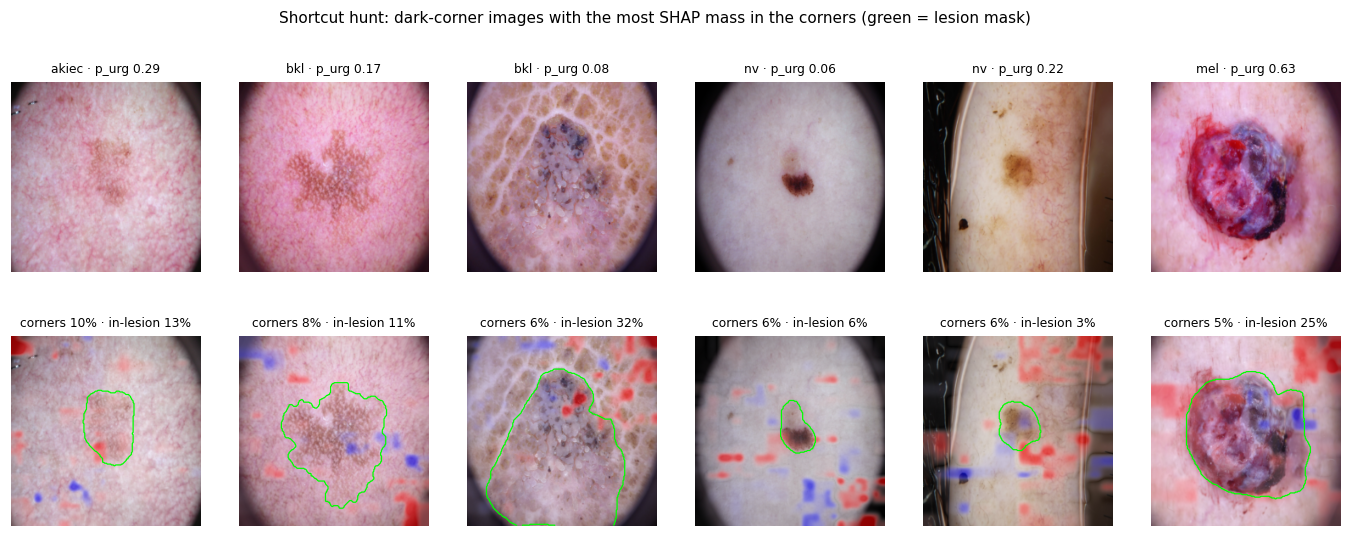 Shortcut hunt: dark-corner images with the most SHAP mass in the corners (green = lesion mask)
akiec · p_urg 0.29
bkl · p_urg 0.17
bkl · p_urg 0.08
nv · p_urg 0.06
nv · p_urg 0.22
mel · p_urg 0.63
corners 10% · in-lesion 13%
corners 8% · in-lesion 11%
corners 6% · in-lesion 32%
corners 6% · in-lesion 6%
corners 6% · in-lesion 3%
corners 5% · in-lesion 25%